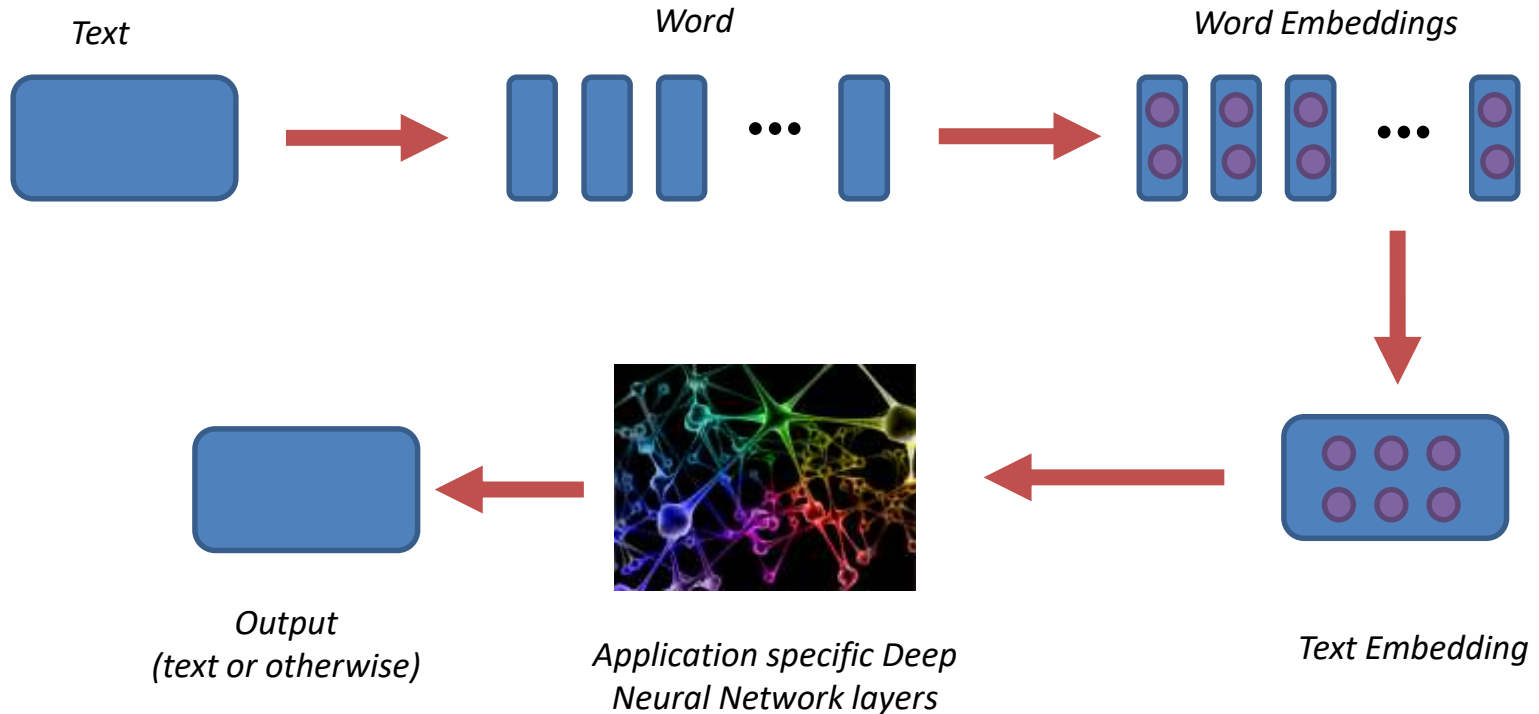 Text
Word
Word Embeddings
Text Embedding
Application specific Deep
Neural Network layers
Output
(text or otherwise)